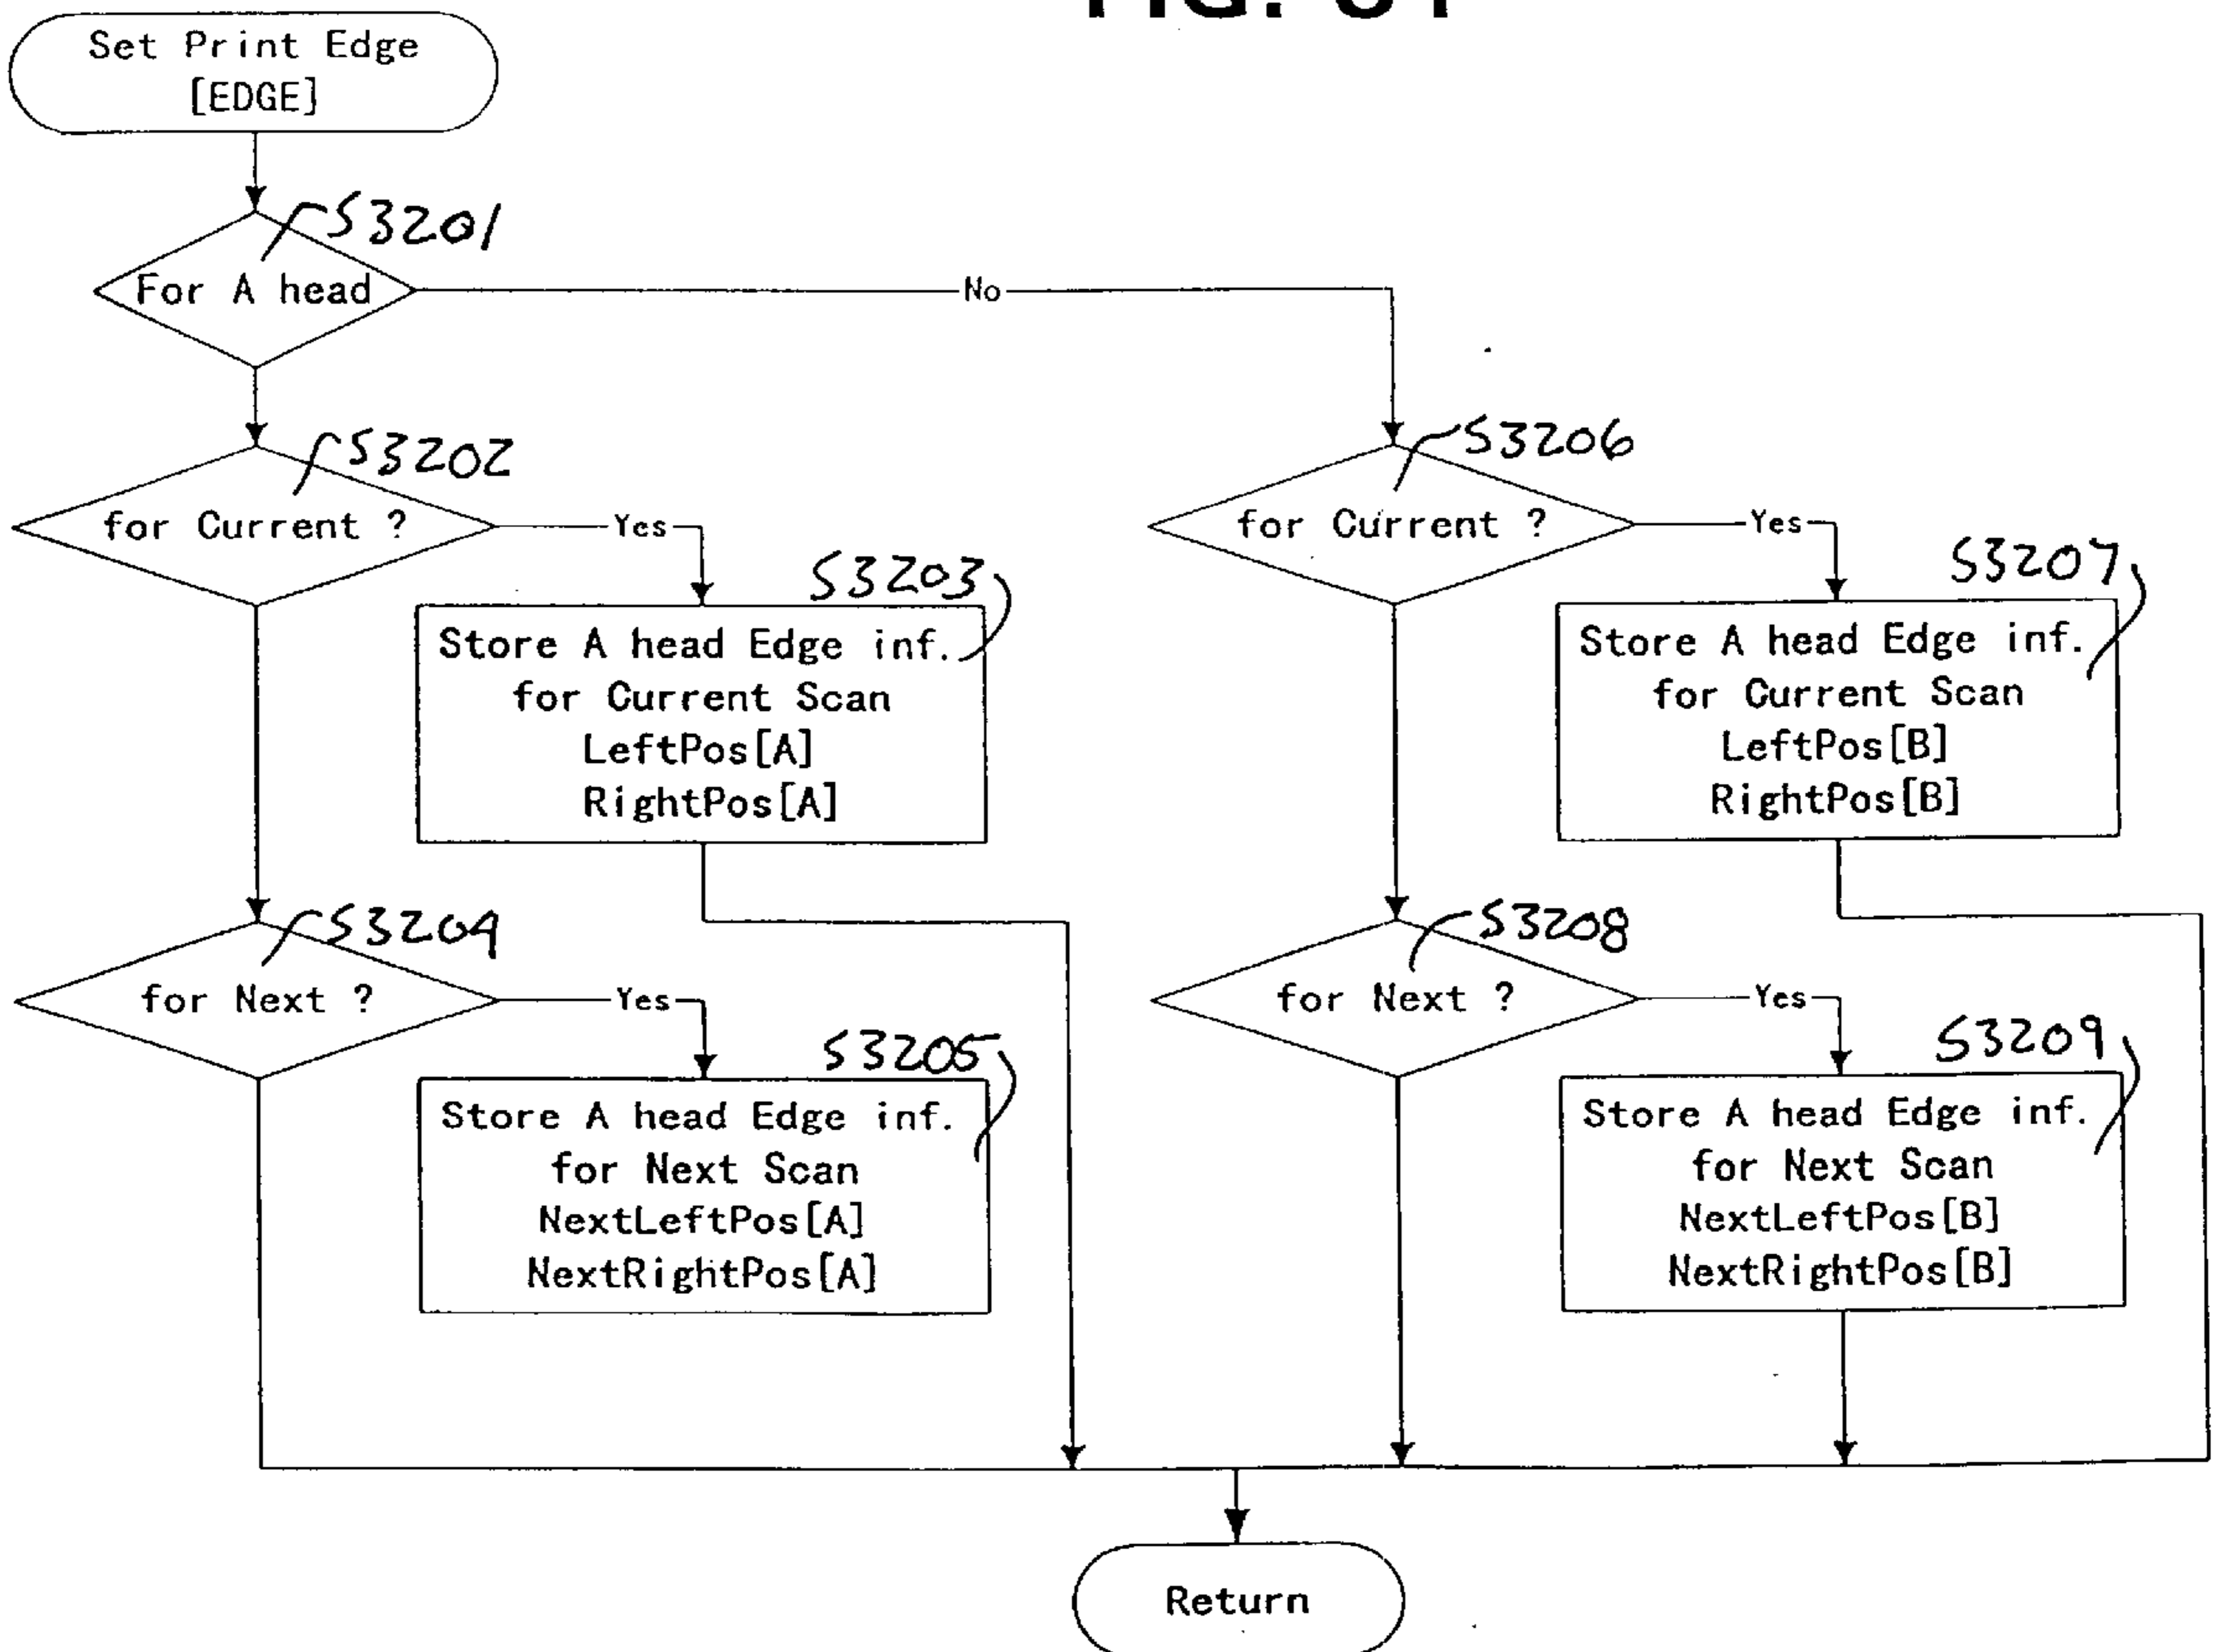 Set Print Edge
[EDGE]
S3201
For A head
No
S3202
for Current ?
Yes
S3203
Store A head Edge inf.
for Current Scan
LeftPos[A]
RightPos[A]
S3204
for Next ?
Yes
S3205
Store A head Edge inf.
for Next Scan
NextLeftPos[A]
NextRightPos[A]
S3206
for Current ?
Yes
S3207
Store A head Edge inf.
for Current Scan
LeftPos[B]
RightPos[B]
S3208
for Next ?
Yes
S3209
Store A head Edge inf.
for Next Scan
NextLeftPos[B]
NextRightPos[B]
Return